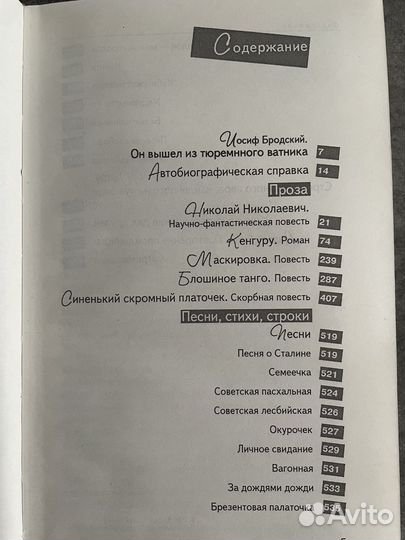 Содержание
Иосиф Бродский.
Он вышел из тюремного ватника 7
Автобиографическая справка 14
Проза
Николай Николаевич.
Научно-фантастическая повесть 21
Кенгуру. Роман 74
Маскировка. Повесть 239
Блошиное танго. Повесть 287
Синенький скромный платочек. Скорбная повесть 407
Песни, стихи, строки
Песни 519
Песня о Сталине 519
Семеечка 521
Советская пасхальная 524
Советская лесбийская 526
Окурочек 527
Личное свидание 529
Вагонная 531
За дождями дожди 533
Брезентовая палаточка 535
Avito